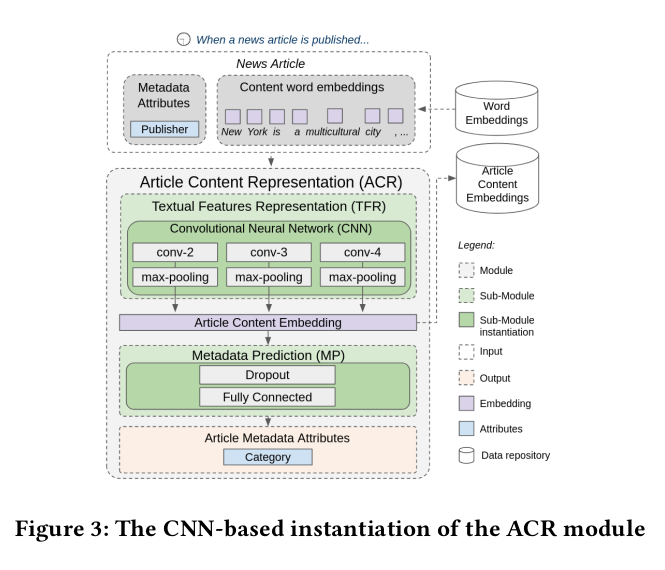 When a news article is published...
News Article
Metadata
Attributes
Publisher
Content word embeddings
New York is a multicultural city , ...
Word
Embeddings
Article
Content
Embeddings
Article Content Representation (ACR)
Textual Features Representation (TFR)
Convolutional Neural Network (CNN)
conv-2 conv-3 conv-4
max-pooling max-pooling max-pooling
Article Content Embedding
Metadata Prediction (MP)
Dropout
Fully Connected
Article Metadata Attributes
Category
Legend:
Module
Sub-Module
Sub-Module
instantiation
Input
Output
Embedding
Attributes
Data repository
Figure 3: The CNN-based instantiation of the ACR module